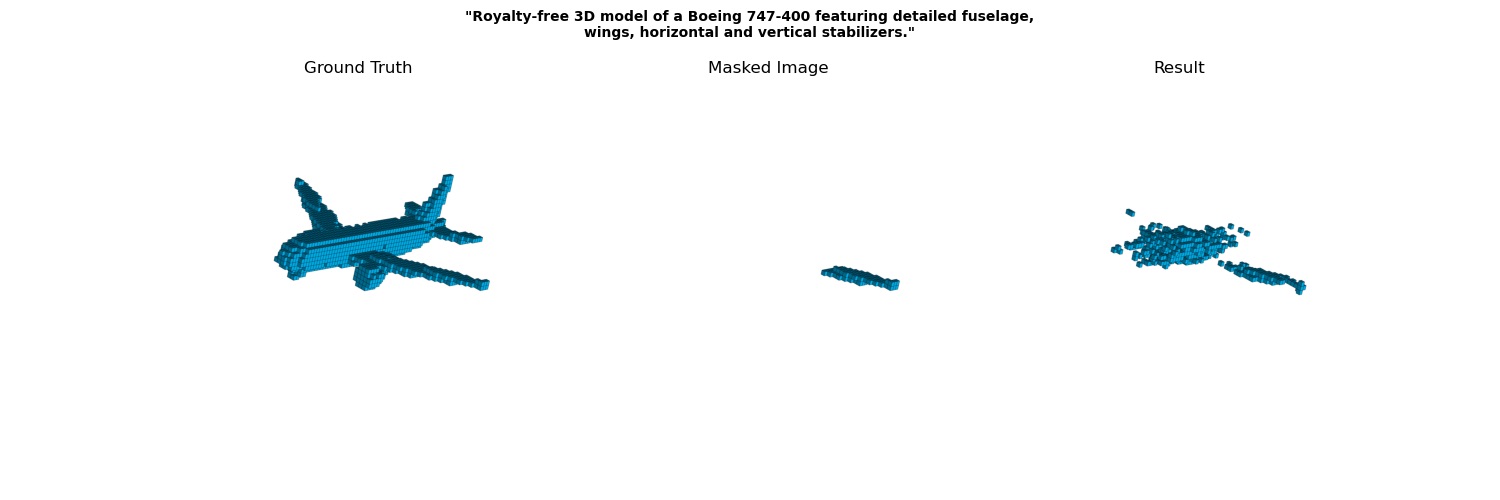 "Royalty-free 3D model of a Boeing 747-400 featuring detailed fuselage,
wings, horizontal and vertical stabilizers."
Ground Truth
Masked Image
Result